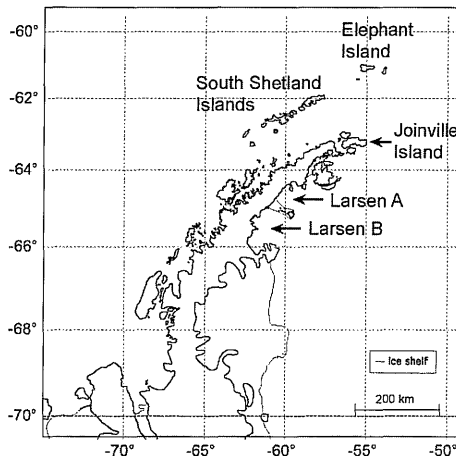 -60°
Elephant
Island
-62°
South Shetland
Islands
Joinville
Island
-64°
Larsen A
Larsen B
-66°
-68°
— ice shelf
200 km
-70°
-70° -65° -60° -55° -50°